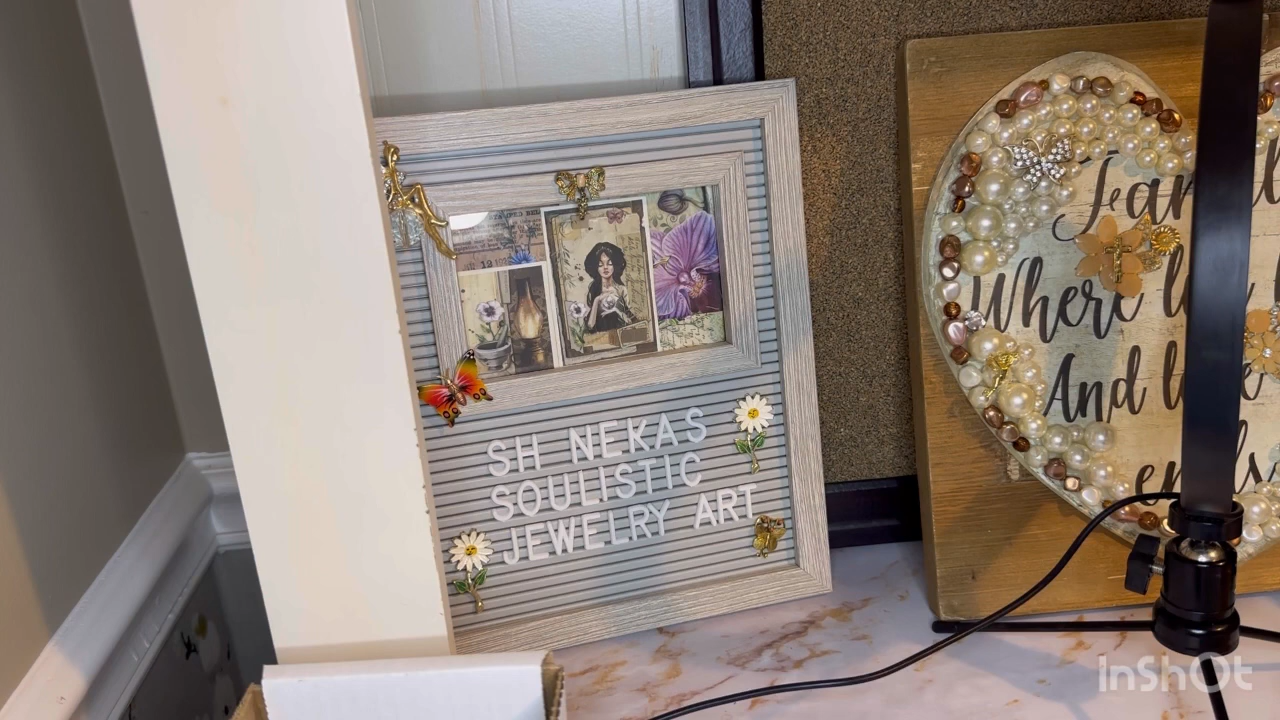 SH NEKAS
SOULISTIC
JEWELRY ART
Where
And
InShOt